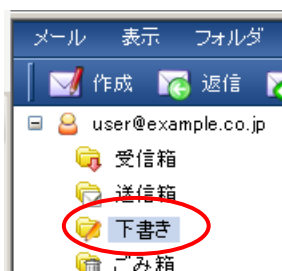 メール 表示 フォルダ
作成 返信
user@example.co.jp
受信箱
送信箱
下書き
ごみ箱